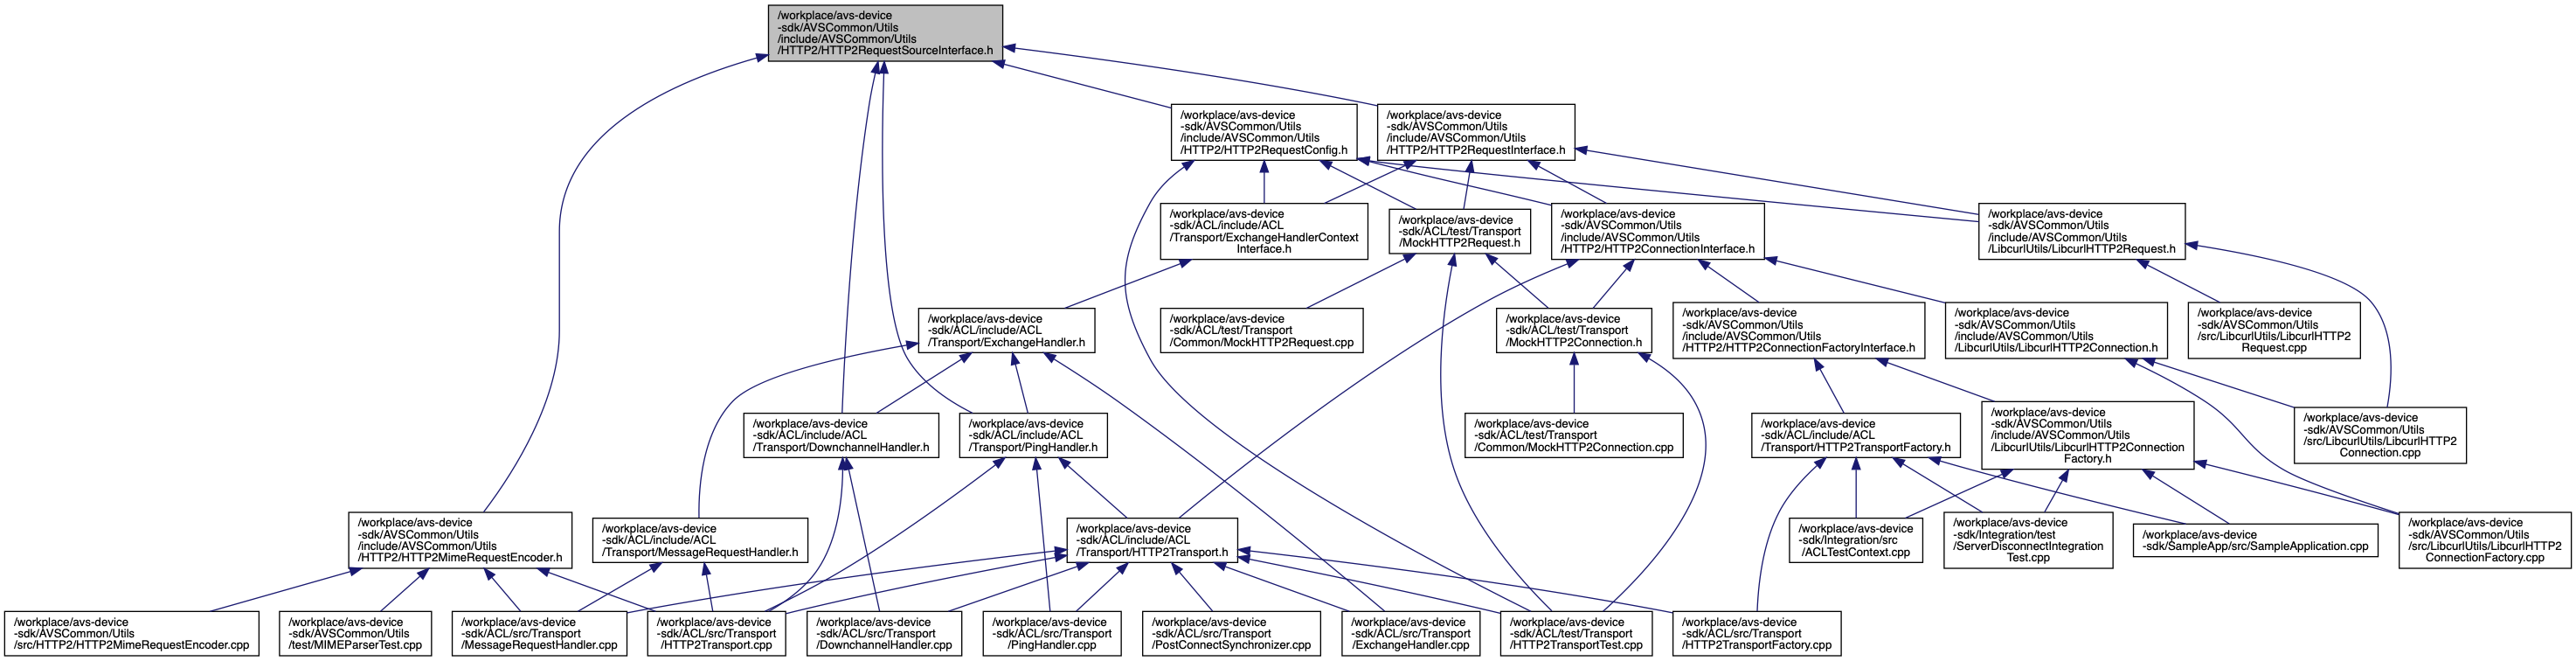 /workplace/avs-device
-sdk/AVSCommon/Utils
/include/AVSCommon/Utils
/HTTP2/HTTP2RequestSourceInterface.h
/workplace/avs-device
-sdk/AVSCommon/Utils
/include/AVSCommon/Utils
/HTTP2/HTTP2RequestConfig.h
/workplace/avs-device
-sdk/AVSCommon/Utils
/include/AVSCommon/Utils
/HTTP2/HTTP2RequestInterface.h
/workplace/avs-device
-sdk/ACL/include/ACL
/Transport/ExchangeHandlerContext
Interface.h
/workplace/avs-device
-sdk/ACL/test/Transport
/MockHTTP2Request.h
/workplace/avs-device
-sdk/AVSCommon/Utils
/include/AVSCommon/Utils
/HTTP2/HTTP2ConnectionInterface.h
/workplace/avs-device
-sdk/AVSCommon/Utils
/include/AVSCommon/Utils
/LibcurlUtils/LibcurlHTTP2Request.h
/workplace/avs-device
-sdk/ACL/include/ACL
/Transport/ExchangeHandler.h
/workplace/avs-device
-sdk/ACL/test/Transport
/Common/MockHTTP2Request.cpp
/workplace/avs-device
-sdk/ACL/test/Transport
/MockHTTP2Connection.h
/workplace/avs-device
-sdk/AVSCommon/Utils
/include/AVSCommon/Utils
/HTTP2/HTTP2ConnectionFactoryInterface.h
/workplace/avs-device
-sdk/AVSCommon/Utils
/include/AVSCommon/Utils
/LibcurlUtils/LibcurlHTTP2Connection.h
/workplace/avs-device
-sdk/AVSCommon/Utils
/src/LibcurlUtils/LibcurlHTTP2
Request.cpp
/workplace/avs-device
-sdk/ACL/include/ACL
/Transport/DownchannelHandler.h
/workplace/avs-device
-sdk/ACL/include/ACL
/Transport/PingHandler.h
/workplace/avs-device
-sdk/ACL/test/Transport
/Common/MockHTTP2Connection.cpp
/workplace/avs-device
-sdk/ACL/include/ACL
/Transport/HTTP2TransportFactory.h
/workplace/avs-device
-sdk/AVSCommon/Utils
/include/AVSCommon/Utils
/LibcurlUtils/LibcurlHTTP2Connection
Factory.h
/workplace/avs-device
-sdk/AVSCommon/Utils
/src/LibcurlUtils/LibcurlHTTP2
Connection.cpp
/workplace/avs-device
-sdk/AVSCommon/Utils
/include/AVSCommon/Utils
/HTTP2/HTTP2MimeRequestEncoder.h
/workplace/avs-device
-sdk/ACL/include/ACL
/Transport/MessageRequestHandler.h
/workplace/avs-device
-sdk/ACL/include/ACL
/Transport/HTTP2Transport.h
/workplace/avs-device
-sdk/Integration/src
/ACLTestContext.cpp
/workplace/avs-device
-sdk/Integration/test
/ServerDisconnectIntegration
Test.cpp
/workplace/avs-device
-sdk/SampleApp/src/SampleApplication.cpp
/workplace/avs-device
-sdk/AVSCommon/Utils
/src/LibcurlUtils/LibcurlHTTP2
ConnectionFactory.cpp
/workplace/avs-device
-sdk/AVSCommon/Utils
/src/HTTP2/HTTP2MimeRequestEncoder.cpp
/workplace/avs-device
-sdk/AVSCommon/Utils
/test/MIMEParserTest.cpp
/workplace/avs-device
-sdk/ACL/src/Transport
/MessageRequestHandler.cpp
/workplace/avs-device
-sdk/ACL/src/Transport
/HTTP2Transport.cpp
/workplace/avs-device
-sdk/ACL/src/Transport
/DownchannelHandler.cpp
/workplace/avs-device
-sdk/ACL/src/Transport
/PingHandler.cpp
/workplace/avs-device
-sdk/ACL/src/Transport
/PostConnectSynchronizer.cpp
/workplace/avs-device
-sdk/ACL/src/Transport
/ExchangeHandler.cpp
/workplace/avs-device
-sdk/ACL/test/Transport
/HTTP2TransportTest.cpp
/workplace/avs-device
-sdk/ACL/src/Transport
/HTTP2TransportFactory.cpp